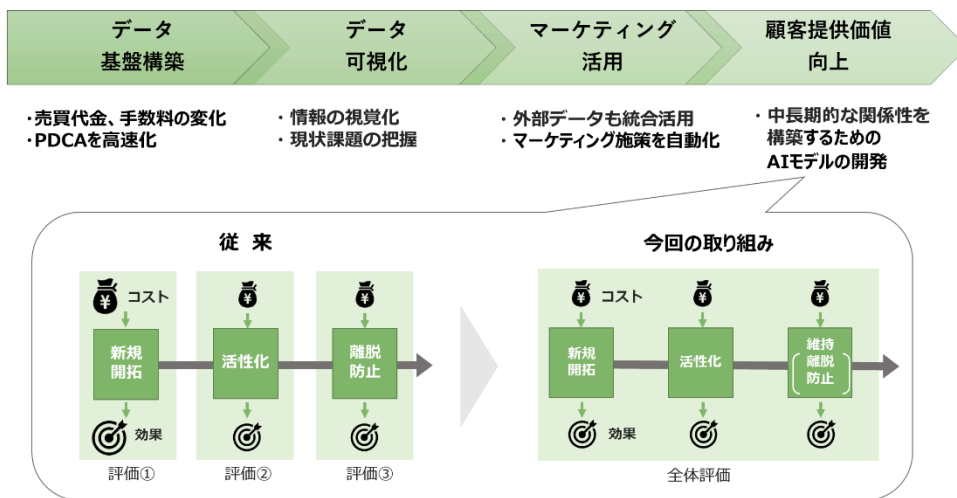 データ
基盤構築
データ
可視化
マーケティング
活用
顧客提供価値
向上
・売買代金、手数料の変化
・PDCAを高速化
・情報の視覚化
・現状課題の把握
・外部データも統合活用
・マーケティング施策を自動化
・中長期的な関係性を
構築するための
AIモデルの開発
従 来
¥ コスト
¥
¥
新規
開拓
活性化
離脱
防止
効果
評価①
評価②
評価③
今回の取り組み
¥ コスト
¥
¥
新規
開拓
活性化
維持
離脱
防止
効果
全体評価